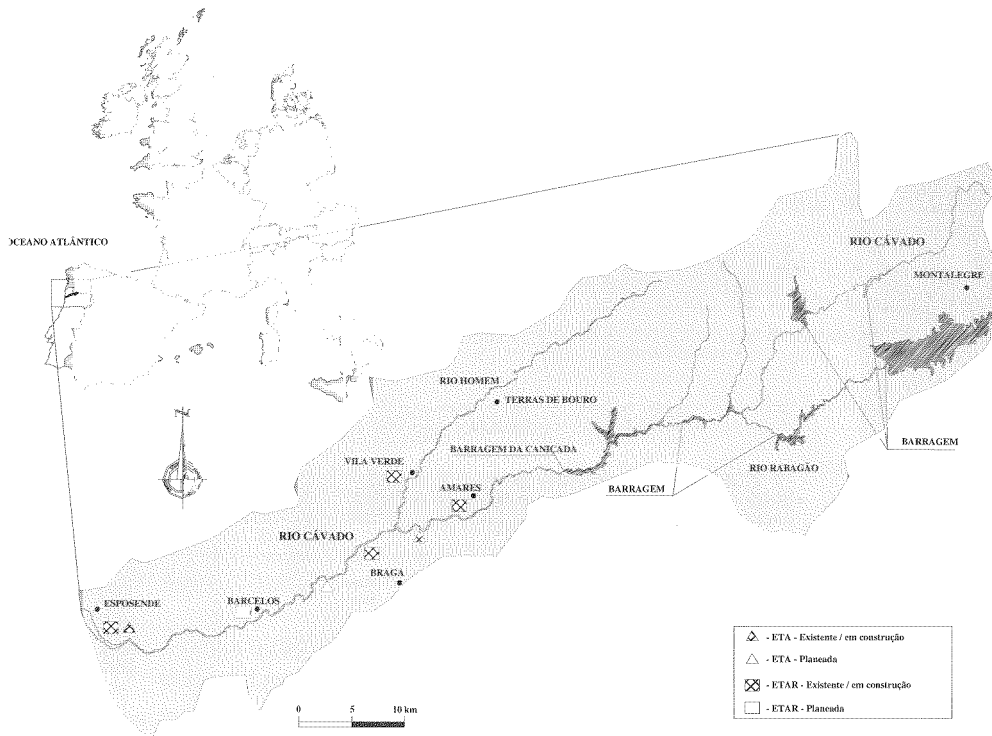 OCEANO ATLÂNTICO
RIO CÁVADO
MONTALEGRE
RIO HOMEM
TERRAS DE BOURO
BARRAGEM DA CANIÇADA
BARRAGEM
VILA VERDE
RIO RABAGÃO
AMARES
BARRAGEM
RIO CÁVADO
BRAGA
ESPOSENDE
BARCELOS
N
- ETA - Existente / em construção
- ETA - Planeada
- ETAR - Existente / em construção
- ETAR - Planeada
0 5 10 km